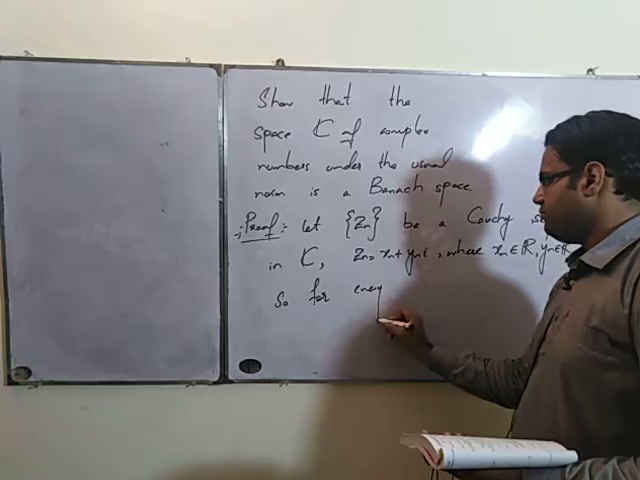 Show that the
space ℂ of complex
numbers under the usual
norm is a Banach space
Proof:- Let {Zn} be a Cauchy
in ℂ, Zn = xn + yni, where xn ∈ ℝ, yn ∈ ℝ
So for every